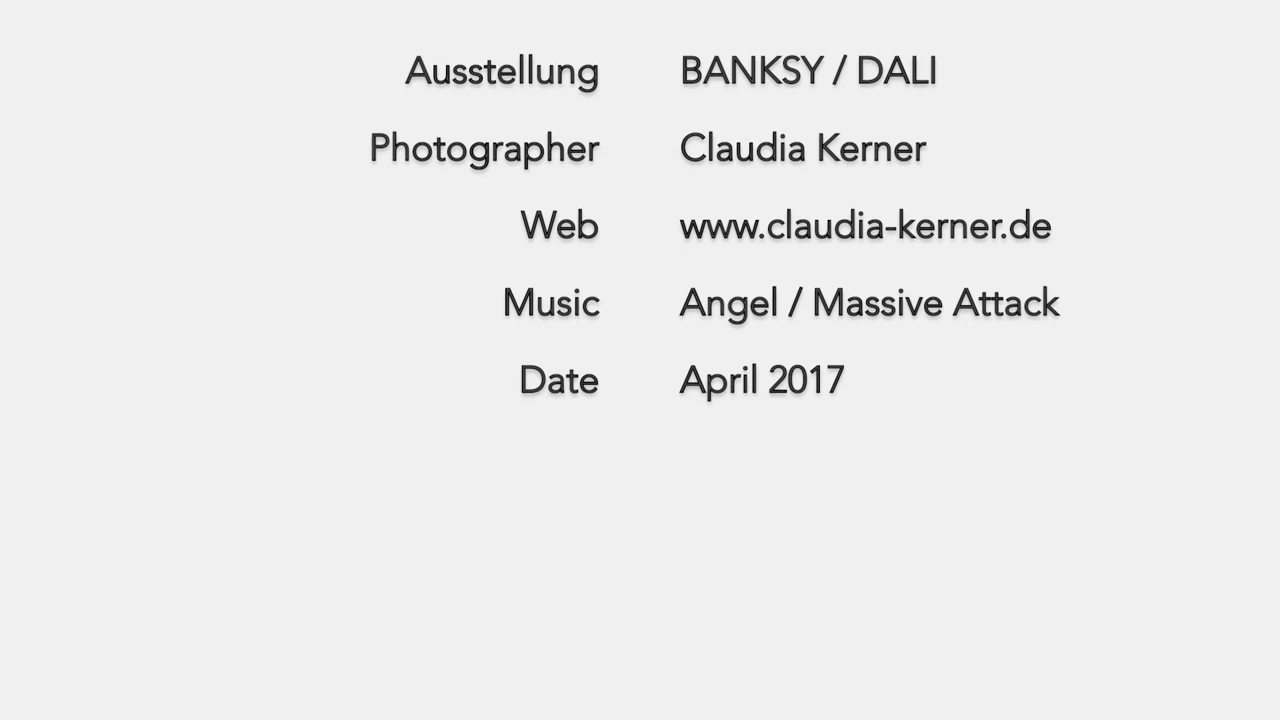 Ausstellung BANKSY / DALI
Photographer Claudia Kerner
Web www.claudia-kerner.de
Music Angel / Massive Attack
Date April 2017